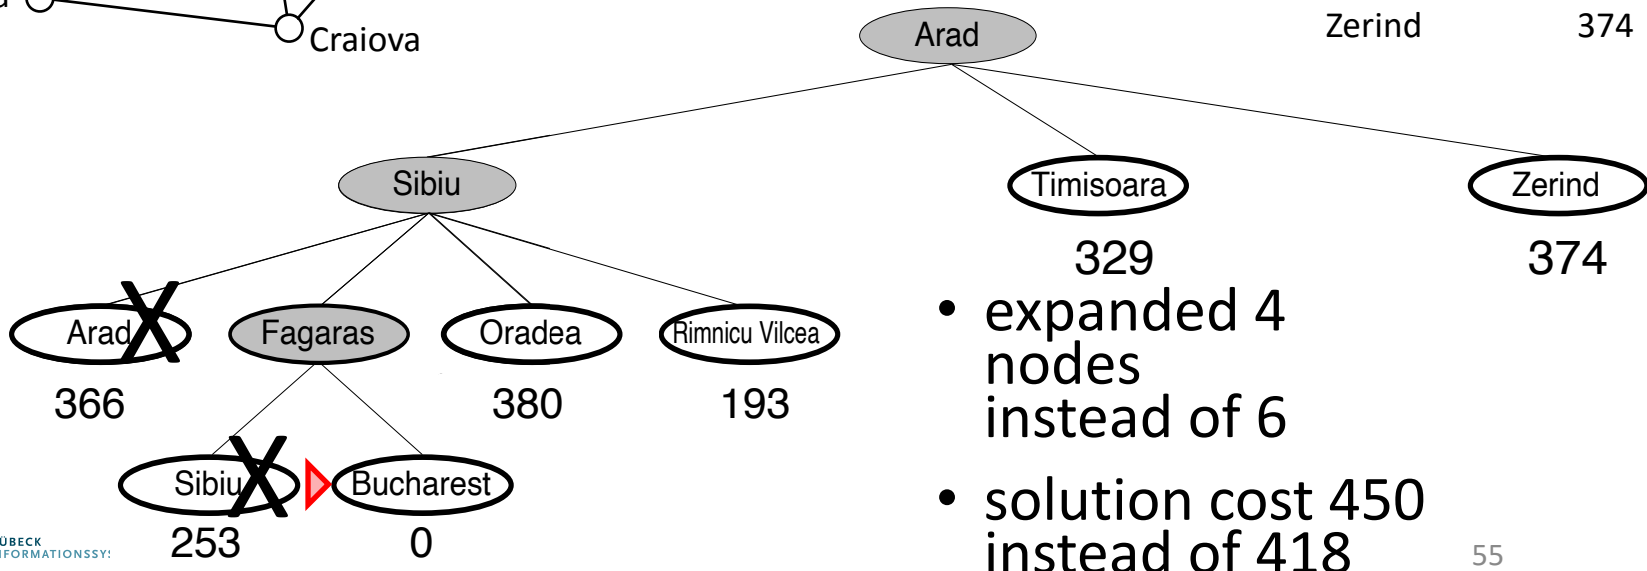 Craiova
Zerind 374
Arad
Sibiu
Timisoara
Zerind
329
374
Arad
Fagaras
Oradea
Rimnicu Vilcea
366
380
193
Sibiu
Bucharest
253
0
• expanded 4
nodes
instead of 6
• solution cost 450
instead of 418
55